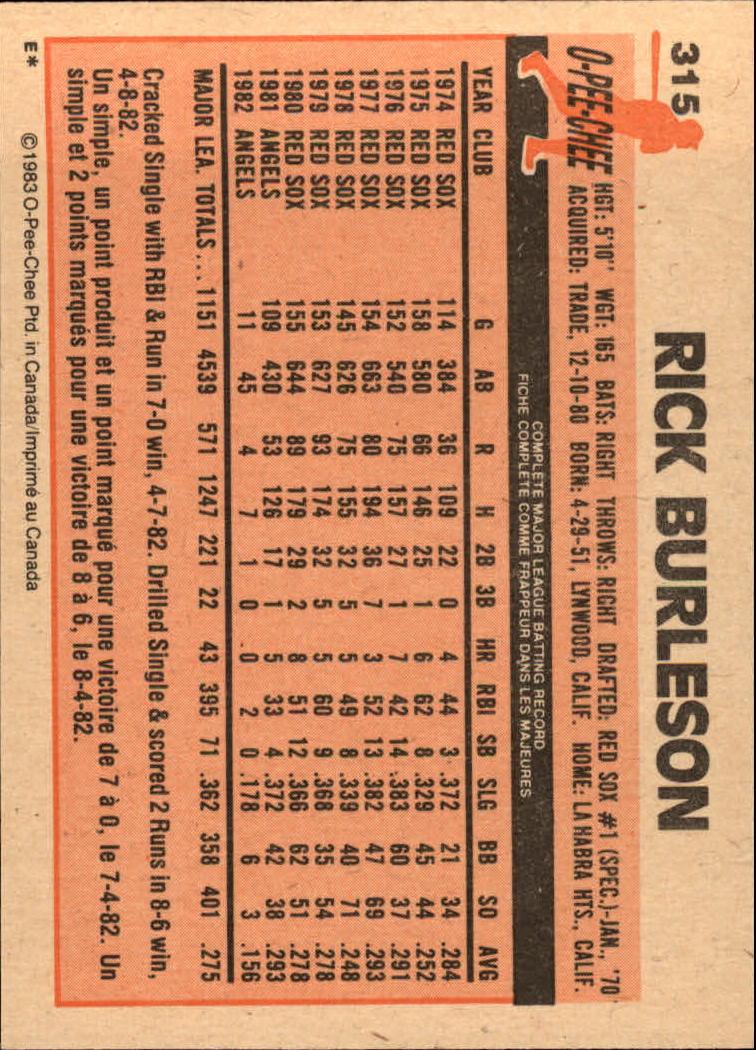 315
RICK BURLESON
O-PEE-CHEE
HGT: 5'10" WGT: 165 BATS: RIGHT THROWS: RIGHT DRAFTED: RED SOX #1 (SPEC.)-JAN., '70
ACQUIRED: TRADE, 12-10-80 BORN: 4-29-51, LYNWOOD, CALIF. HOME: LA HABRA HTS., CALIF.
COMPLETE MAJOR LEAGUE BATTING RECORD
FICHE COMPLETE COMME FRAPPEUR DANS LES MAJEURES
YEAR CLUB G AB R H 2B 3B HR RBI SB SLG BB SO AVG
1974 RED SOX 114 384 36 109 22 0 4 44 3 .372 21 34 .284
1975 RED SOX 158 580 66 146 25 1 6 62 8 .329 45 44 .252
1976 RED SOX 152 540 75 157 27 1 7 42 14 .383 60 37 .291
1977 RED SOX 154 663 80 194 36 7 3 52 13 .382 47 69 .293
1978 RED SOX 145 626 75 155 32 5 5 49 8 .339 40 71 .248
1979 RED SOX 153 627 93 174 32 5 5 60 9 .368 35 54 .278
1980 RED SOX 155 644 89 179 29 2 8 51 12 .366 62 51 .278
1981 ANGELS 109 430 53 126 17 1 5 33 4 .372 42 38 .293
1982 ANGELS 11 45 4 7 1 0 0 2 0 .178 6 3 .156
MAJOR LEA. TOTALS... 1151 4539 571 1247 221 22 43 395 71 .362 358 401 .275
Cracked Single with RBI & Run in 7-0 win, 4-7-82. Drilled Single & scored 2 Runs in 8-6 win,
4-8-82.
Un simple, un point produit et un point marqué pour une victoire de 7 à 0, le 7-4-82. Un
simple et 2 points marqués pour une victoire de 8 à 6, le 8-4-82.
E* ©1983 O-Pee-Chee Ptd. in Canada/Imprimé au Canada